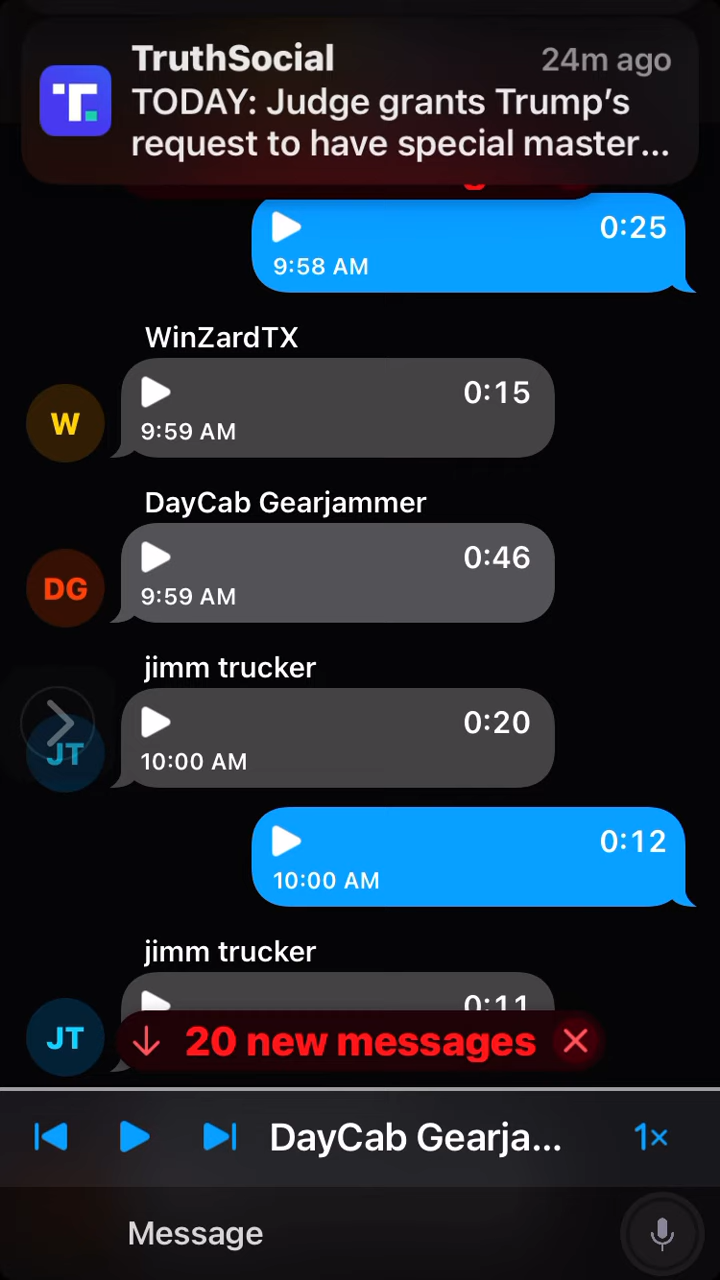 TruthSocial
24m ago
TODAY: Judge grants Trump's
request to have special master...
0:25
9:58 AM
WinZardTX
0:15
9:59 AM
W
DayCab Gearjammer
0:46
9:59 AM
DG
jimm trucker
0:20
10:00 AM
JT
0:12
10:00 AM
jimm trucker
0:11
JT
20 new messages
DayCab Gearja...
1×
Message